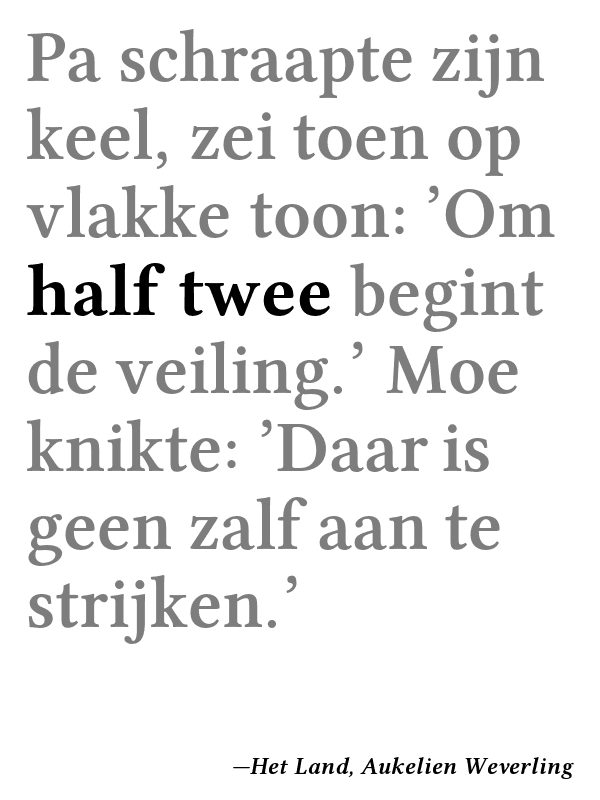 Pa schraapte zijn
keel, zei toen op
vlakke toon: ’Om
half twee begint
de veiling.’ Moe
knikte: ’Daar is
geen zalf aan te
strijken.’
—Het Land, Aukelien Weverling